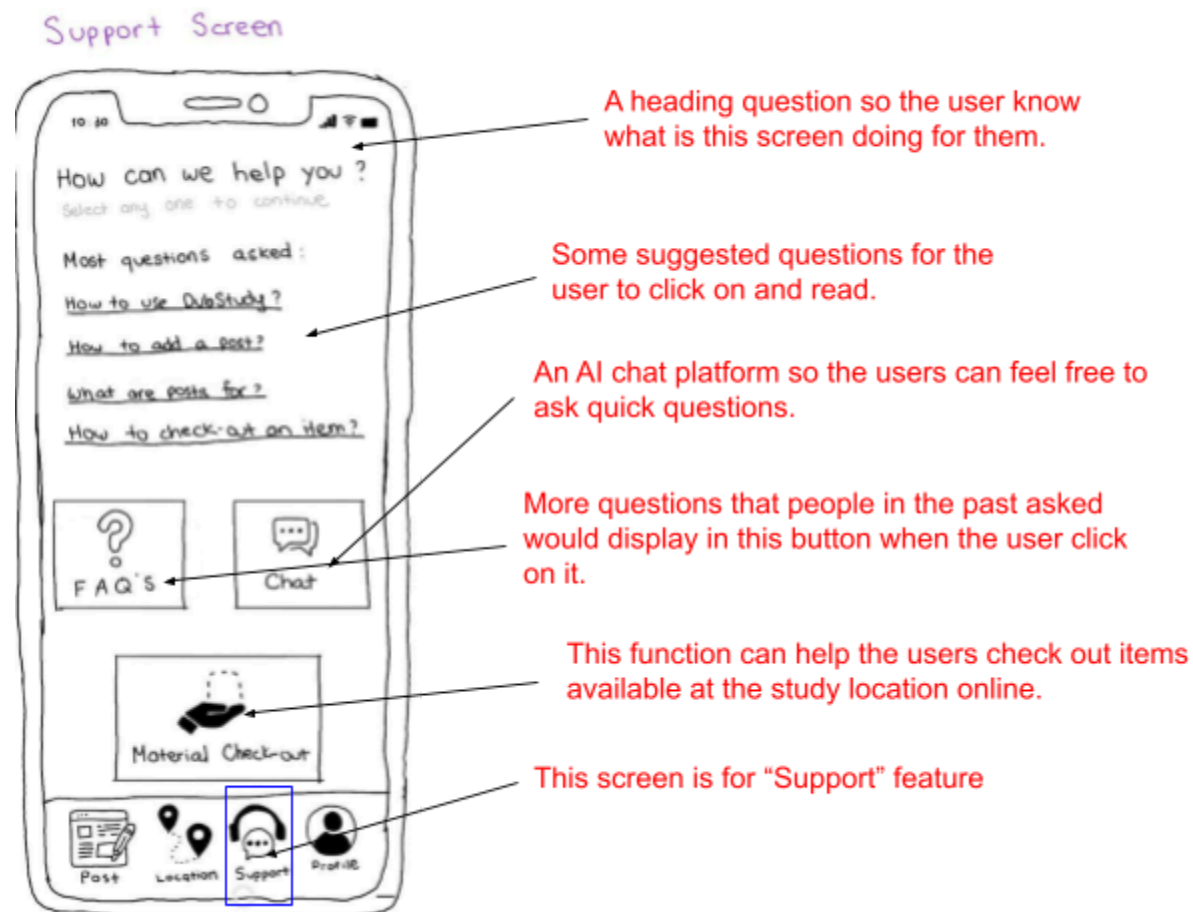 Support Screen
10:10
How can we help you?
Select any one to continue
Most questions asked:
How to use DubStudy?
How to add a post?
What are posts for?
How to check-out an item?
FAQ'S
Chat
Material Check-out
Post
Location
Support
Profile
A heading question so the user know
what is this screen doing for them.
Some suggested questions for the
user to click on and read.
An AI chat platform so the users can feel free to
ask quick questions.
More questions that people in the past asked
would display in this button when the user click
on it.
This function can help the users check out items
available at the study location online.
This screen is for “Support” feature